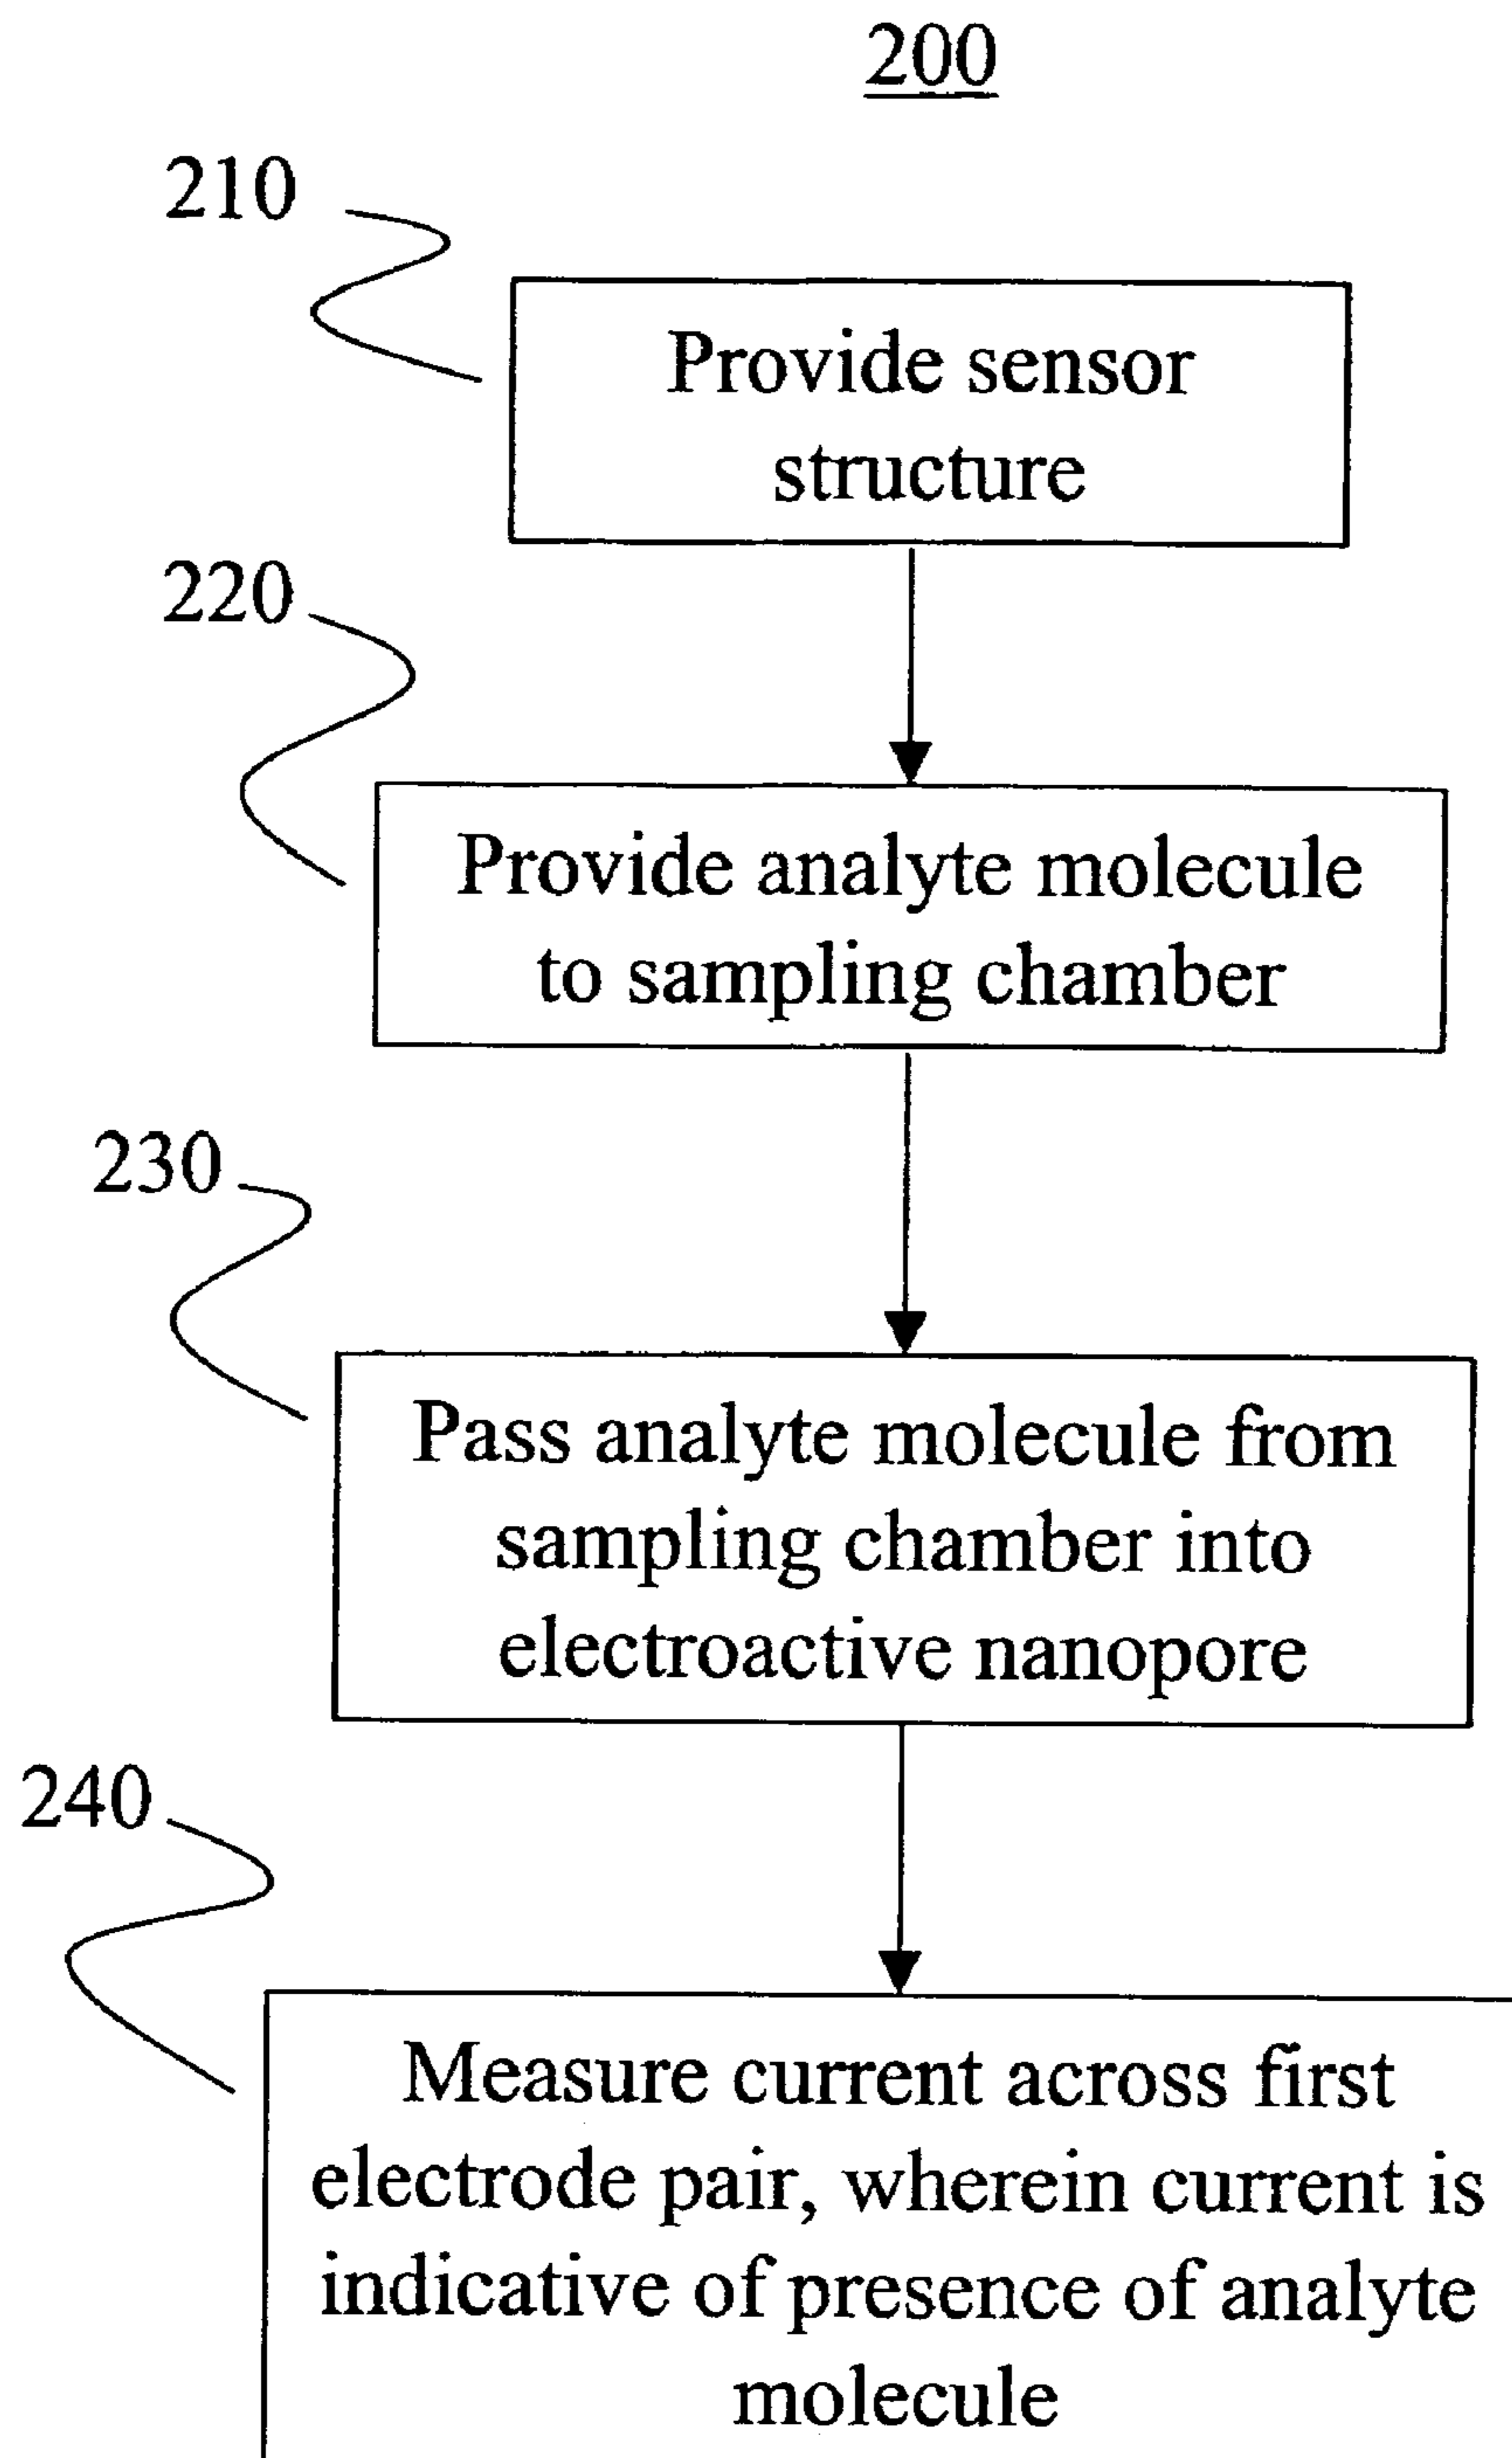 200
210
Provide sensor
structure
220
Provide analyte molecule
to sampling chamber
230
Pass analyte molecule from
sampling chamber into
electroactive nanopore
240
Measure current across first
electrode pair, wherein current is
indicative of presence of analyte
molecule